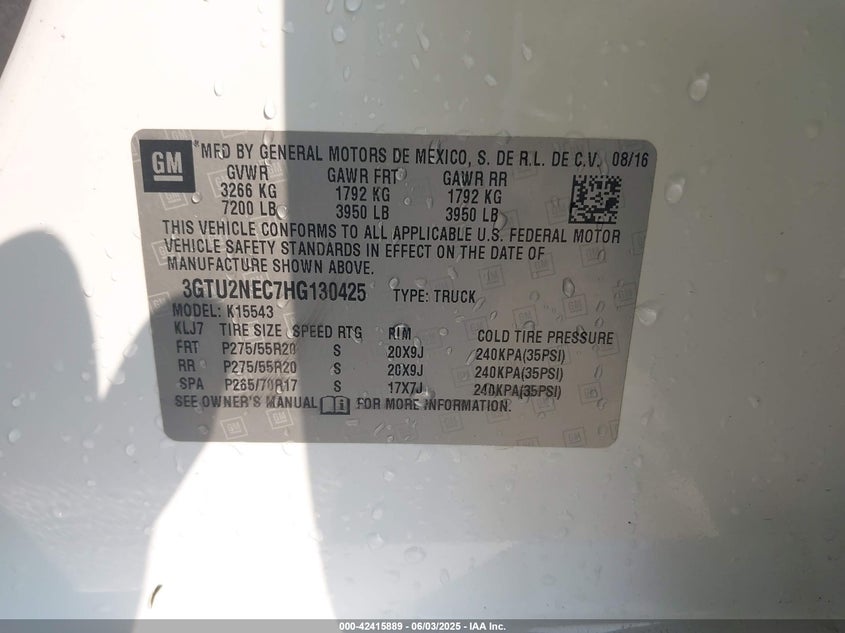 GM *MFD BY GENERAL MOTORS DE MEXICO, S. DE R.L. DE C.V. 08/16
GVWR GAWR FRT GAWR RR
3266 KG 1792 KG 1792 KG
7200 LB 3950 LB 3950 LB
THIS VEHICLE CONFORMS TO ALL APPLICABLE U.S. FEDERAL MOTOR
VEHICLE SAFETY STANDARDS IN EFFECT ON THE DATE OF
MANUFACTURE SHOWN ABOVE.
3GTU2NEC7HG130425 TYPE: TRUCK
MODEL: K15543
KLJ7 TIRE SIZE SPEED RTG RIM COLD TIRE PRESSURE
FRT P275/55R20 S 20X9J 240KPA(35PSI)
RR P275/55R20 S 20X9J 240KPA(35PSI)
SPA P265/70R17 S 17X7J 240KPA(35PSI)
SEE OWNER'S MANUAL FOR MORE INFORMATION.
000-42415889 - 06/03/2025 - IAA Inc.